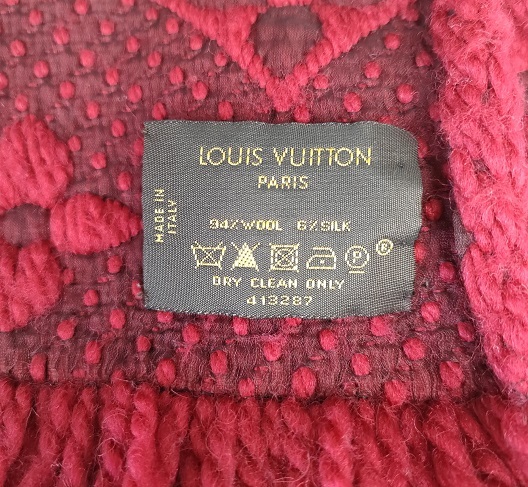 LOUIS VUITTON
PARIS
MADE IN
ITALY
94% WOOL 6% SILK
P ®
DRY CLEAN ONLY
413287